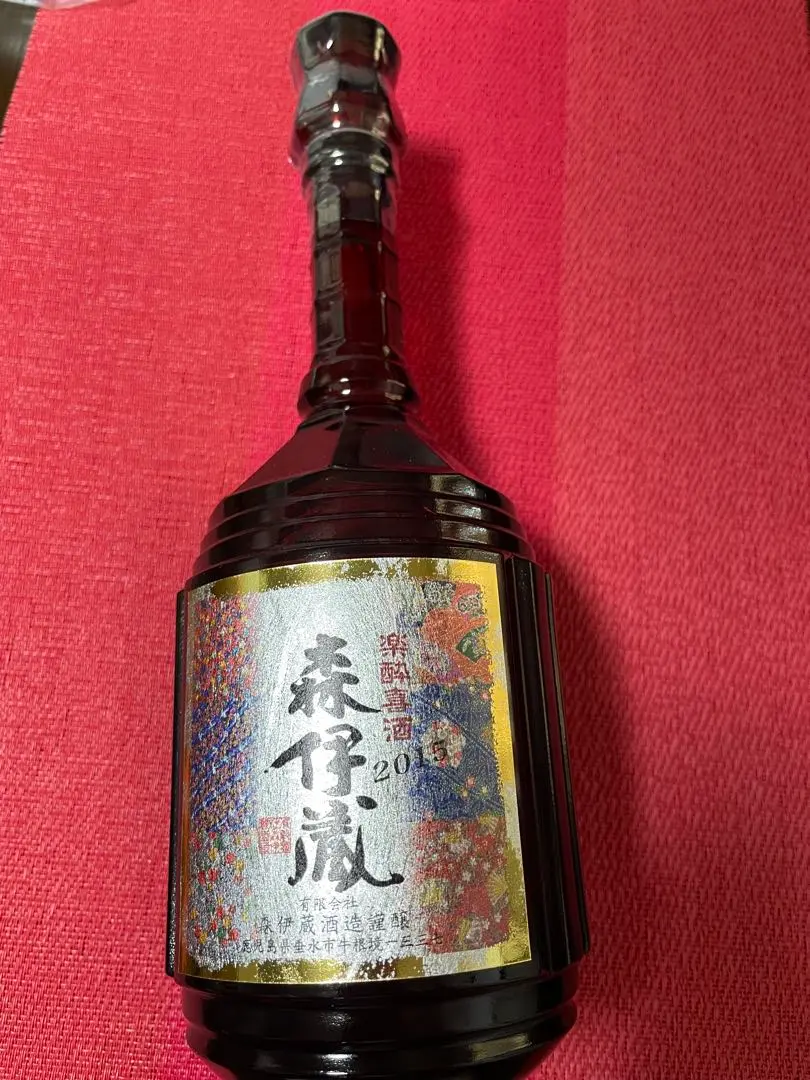 楽酔喜酒
森伊蔵
2015
有限会社
森伊蔵酒造謹醸
鹿児島県垂水市牛根境一三三七